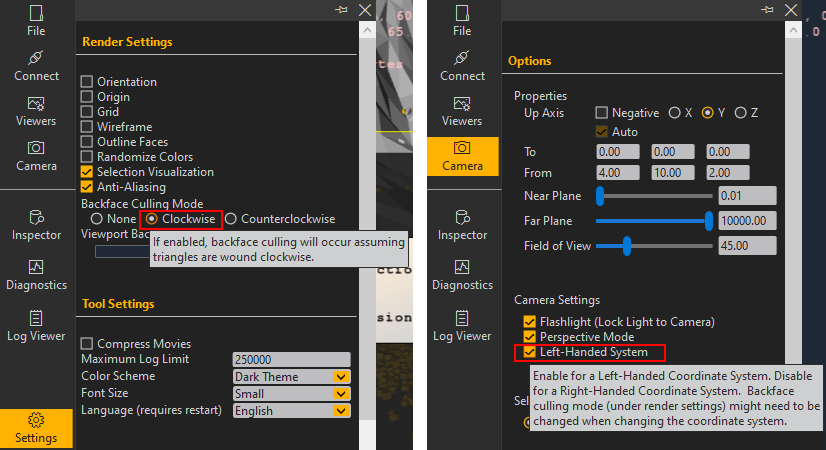 File
Connect
Viewers
Camera
Inspector
Diagnostics
Log Viewer
Settings
Render Settings
Orientation
Origin
Grid
Wireframe
Outline Faces
Randomize Colors
Selection Visualization
Anti-Aliasing
Backface Culling Mode
None Clockwise Counterclockwise
Viewport Bac
If enabled, backface culling will occur assuming
triangles are wound clockwise.
Tool Settings
Compress Movies
Maximum Log Limit 250000
Color Scheme Dark Theme
Font Size Small
Language (requires restart) English
, 60
65.
tes
ction
sion
File
Connect
Viewers
Camera
Inspector
Diagnostics
Log Viewer
Options
Properties
Up Axis Negative X Y Z
Auto
To 0.00 0.00 0.00
From 4.00 10.00 2.00
Near Plane 0.01
Far Plane 10000.00
Field of View 45.00
Camera Settings
Flashlight (Lock Light to Camera)
Perspective Mode
Left-Handed System
Enable for a Left-Handed Coordinate System. Disable
for a Right-Handed Coordinate System. Backface
culling mode (under render settings) might need to be
changed when changing the coordinate system.
Sel
, 0
.0